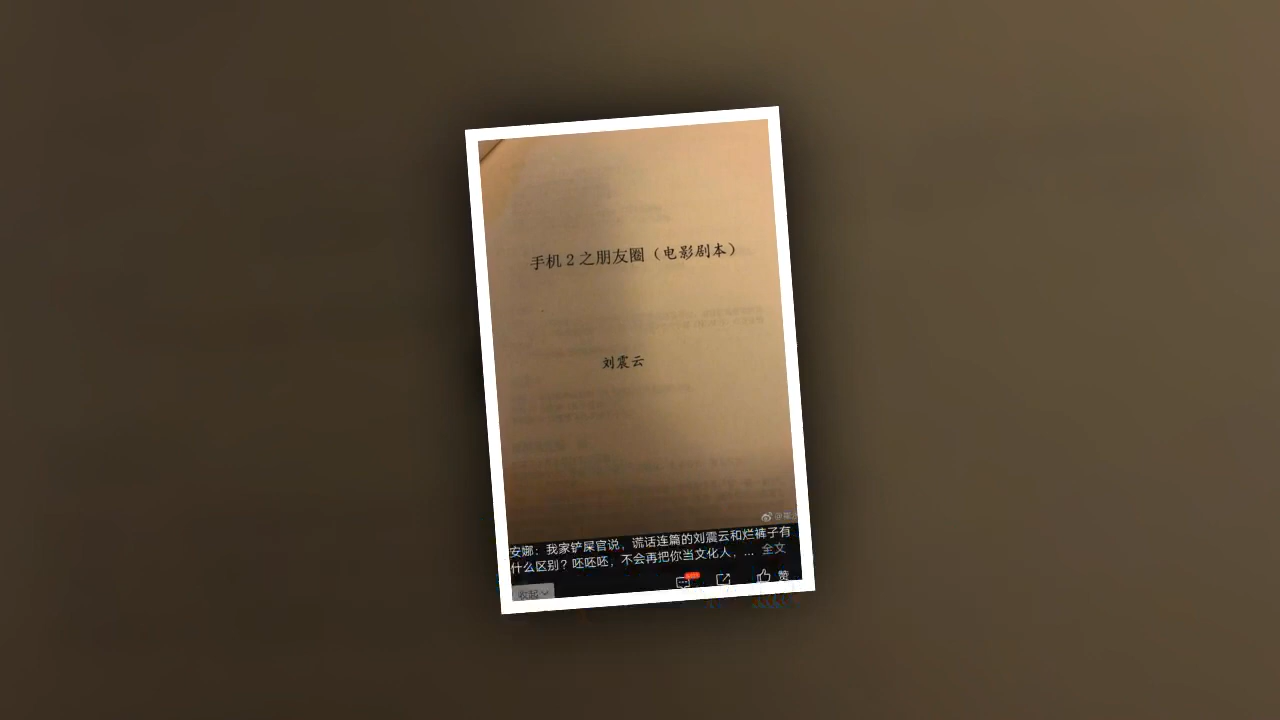 手机2之朋友圈（电影剧本）
刘震云
安娜：我家铲屎官说，谎话连篇的刘震云和烂裤子有
什么区别？呸呸呸，不会再把你当文化人，... 全文
赞
收起